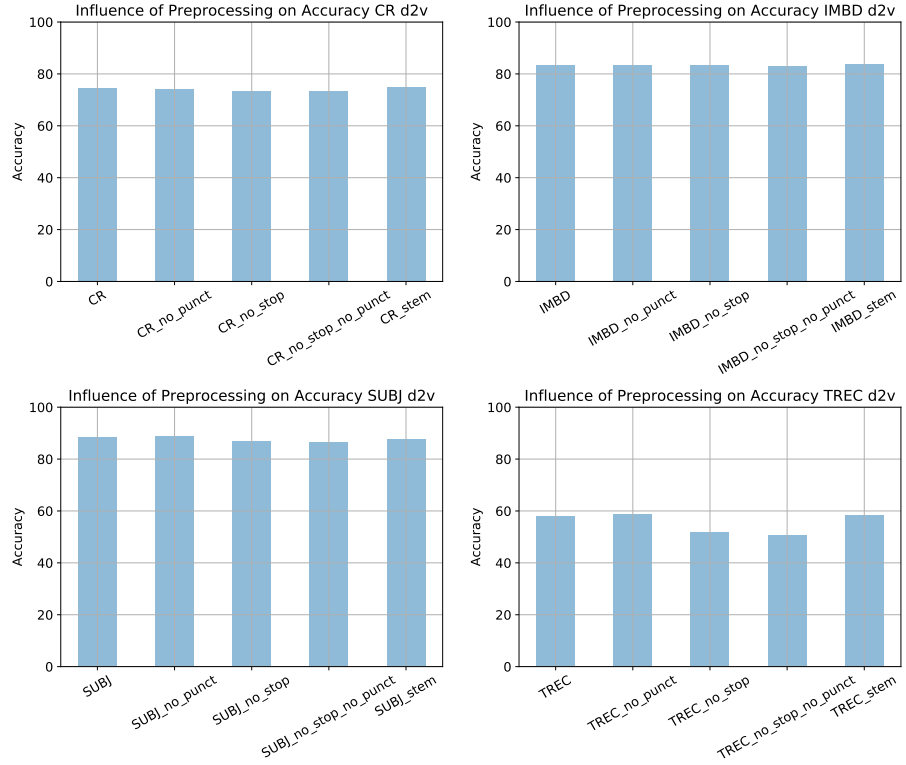 Influence of Preprocessing on Accuracy CR d2v
100
80
60
40
20
0
Accuracy
CR
CR_no_punct
CR_no_stop
CR_no_stop_no_punct
CR_stem
Influence of Preprocessing on Accuracy IMBD d2v
100
80
60
40
20
0
Accuracy
IMBD
IMBD_no_punct
IMBD_no_stop
IMBD_no_stop_no_punct
IMBD_stem
Influence of Preprocessing on Accuracy SUBJ d2v
100
80
60
40
20
0
Accuracy
SUBJ
SUBJ_no_punct
SUBJ_no_stop
SUBJ_no_stop_no_punct
SUBJ_stem
Influence of Preprocessing on Accuracy TREC d2v
100
80
60
40
20
0
Accuracy
TREC
TREC_no_punct
TREC_no_stop
TREC_no_stop_no_punct
TREC_stem